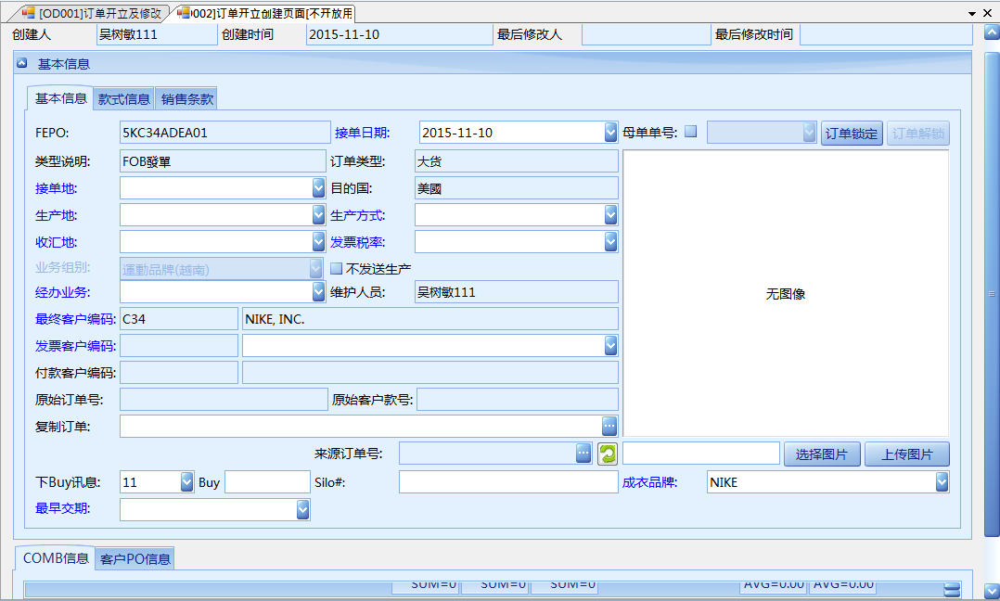 [OD001]订单开立及修改 002]订单开立创建页面[不开放用
创建人 吴树敏111 创建时间 2015-11-10 最后修改人 最后修改时间
基本信息
基本信息 款式信息 销售条款
FEPO: 5KC34ADEA01 接单日期: 2015-11-10 母单单号: 订单锁定 订单解锁
类型说明: FOB發單 订单类型: 大货
接单地: 目的国: 美國
生产地: 生产方式:
收汇地: 发票税率:
业务组别: 運動品牌(越南) 不发送生产
经办业务: 维护人员: 吴树敏111
无图像
最终客户编码: C34 NIKE, INC.
发票客户编码:
付款客户编码:
原始订单号: 原始客户款号:
复制订单:
来源订单号: 选择图片 上传图片
下Buy讯息: 11 Buy Silo#: 成衣品牌: NIKE
最早交期:
COMB信息 客户PO信息
SUM=0 SUM=0 SUM=0 AVG=0.00 AVG=0.00